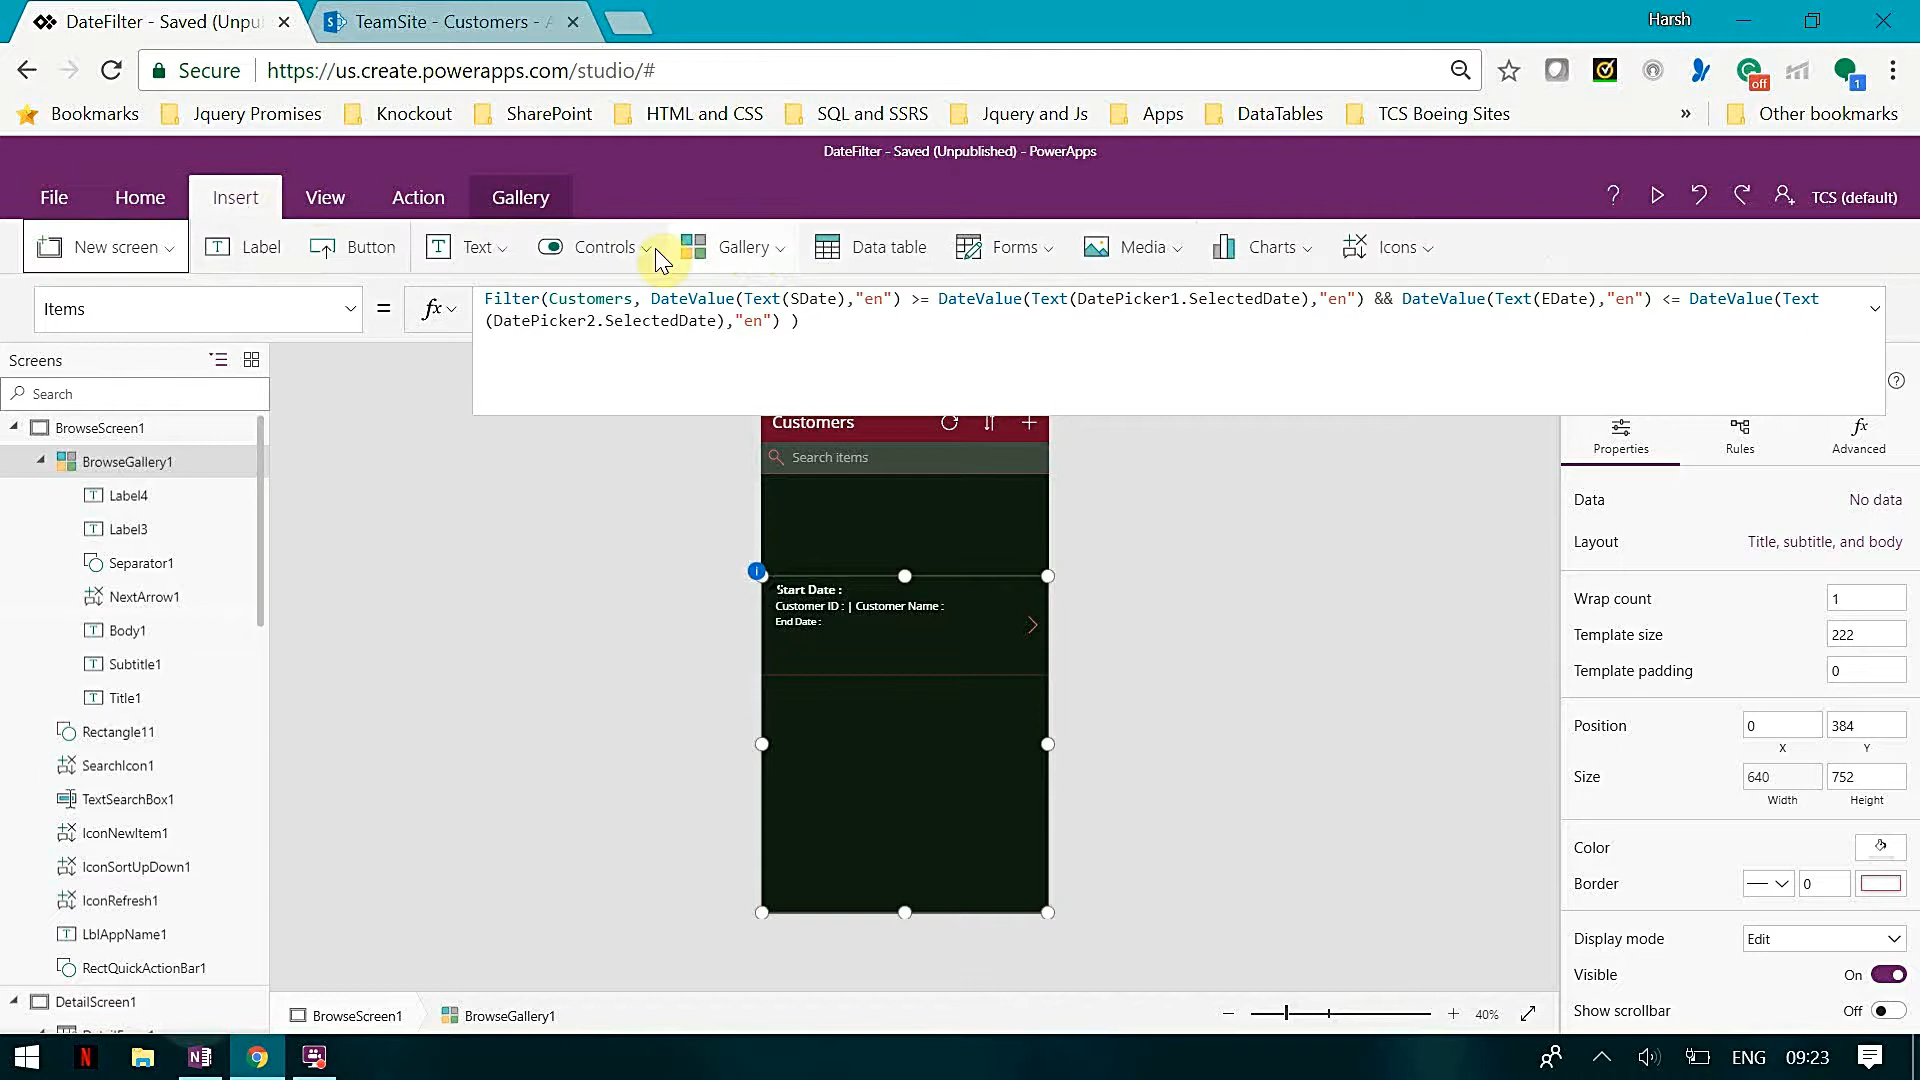 DateFilter - Saved (Unpu
TeamSite - Customers - A
Harsh
Secure
https://us.create.powerapps.com/studio/#
off
1
Bookmarks
Jquery Promises
Knockout
SharePoint
HTML and CSS
SQL and SSRS
Jquery and Js
Apps
DataTables
TCS Boeing Sites
»
Other bookmarks
DateFilter - Saved (Unpublished) - PowerApps
File
Home
Insert
View
Action
Gallery
?
TCS (default)
New screen
Label
Button
Text
Controls
Gallery
Data table
Forms
Media
Charts
Icons
Items
=
fx
Filter(Customers, DateValue(Text(SDate),"en") >= DateValue(Text(DatePicker1.SelectedDate),"en") && DateValue(Text(EDate),"en") <= DateValue(Text
(DatePicker2.SelectedDate),"en") )
Screens
Search
BrowseScreen1
BrowseGallery1
Label4
Label3
Separator1
NextArrow1
Body1
Subtitle1
Title1
Rectangle11
SearchIcon1
TextSearchBox1
IconNewItem1
IconSortUpDown1
IconRefresh1
LblAppName1
RectQuickActionBar1
DetailScreen1
Customers
Search items
Start Date :
Customer ID : | Customer Name :
End Date :
Properties
Rules
fx
Advanced
Data
No data
Layout
Title, subtitle, and body
Wrap count
1
Template size
222
Template padding
0
Position
0
384
X
Y
Size
640
752
Width
Height
Color
Border
0
Display mode
Edit
Visible
On
Show scrollbar
Off
BrowseScreen1
BrowseGallery1
40%
ENG
09:23